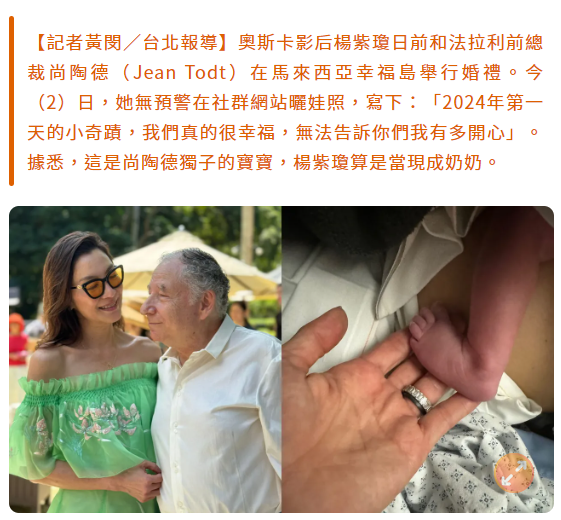 【記者黃閔／台北報導】奧斯卡影后楊紫瓊日前和法拉利前總
裁尚陶德（Jean Todt）在馬來西亞幸福島舉行婚禮。今
（2）日，她無預警在社群網站曬娃照，寫下：「2024年第一
天的小奇蹟，我們真的很幸福，無法告訴你們我有多開心」。
據悉，這是尚陶德獨子的寶寶，楊紫瓊算是當現成奶奶。